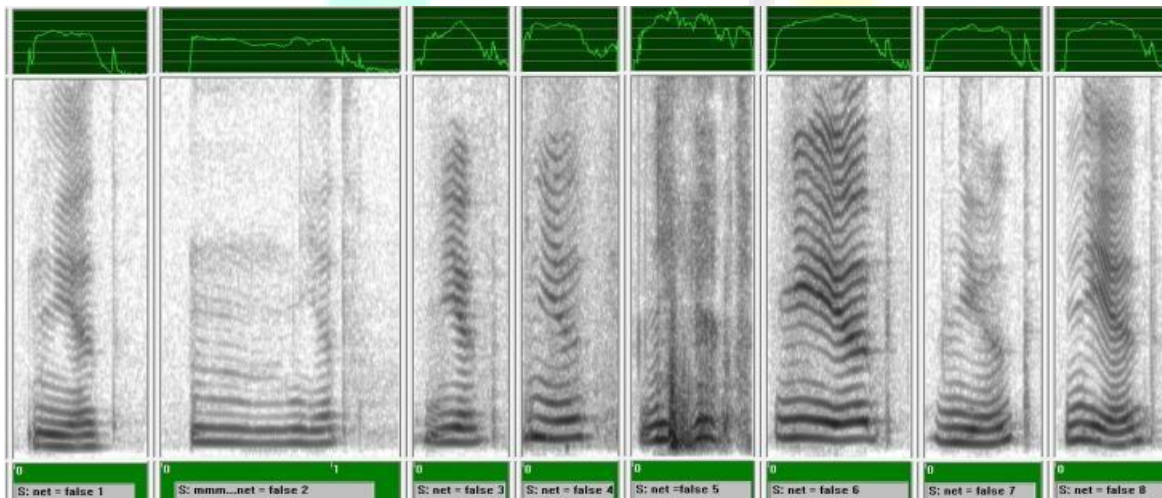 '0
'0 '1
'0
'0
'0
'0
'0
'0
S: net = false 1
S: mmm...net = false 2
S: net = false 3
S: net = false 4
S: net =false 5
S: net = false 6
S: net = false 7
S: net = false 8